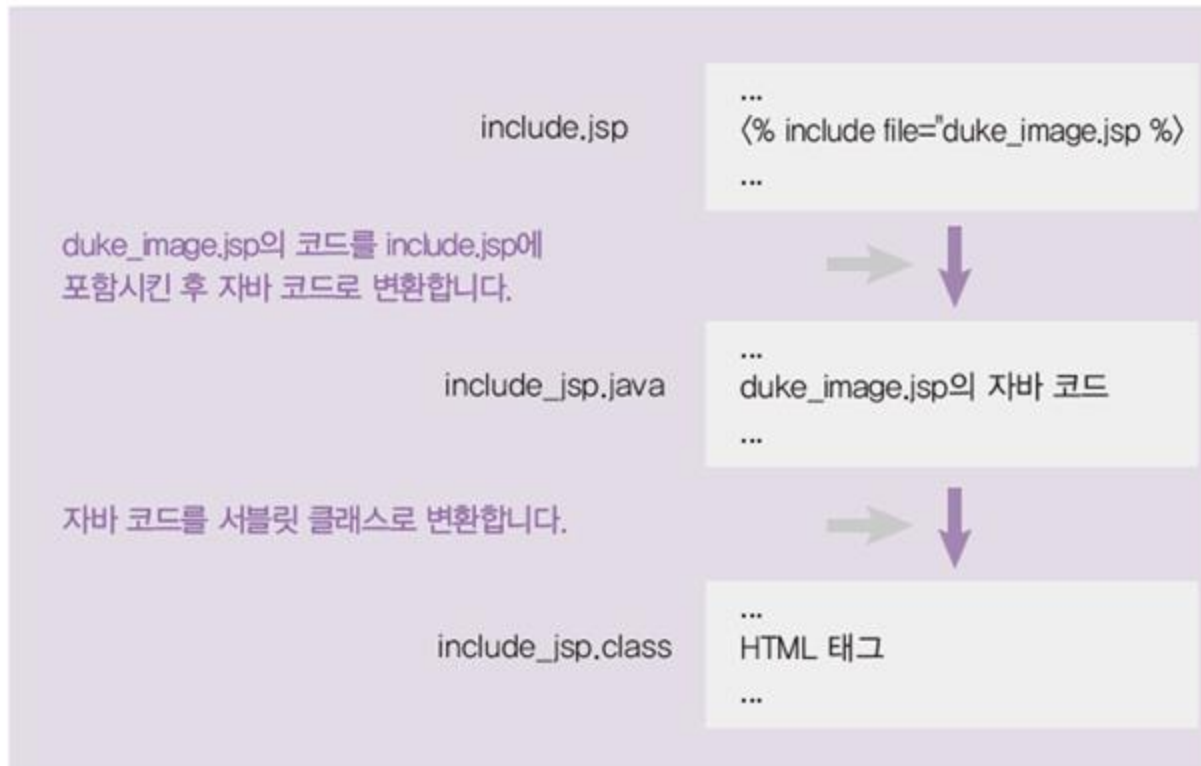 include.jsp
...
<% include file="duke_image.jsp %>
...
duke_image.jsp의 코드를 include.jsp에
포함시킨 후 자바 코드로 변환합니다.
include_jsp.java
...
duke_image.jsp의 자바 코드
...
자바 코드를 서블릿 클래스로 변환합니다.
include_jsp.class
...
HTML 태그
...